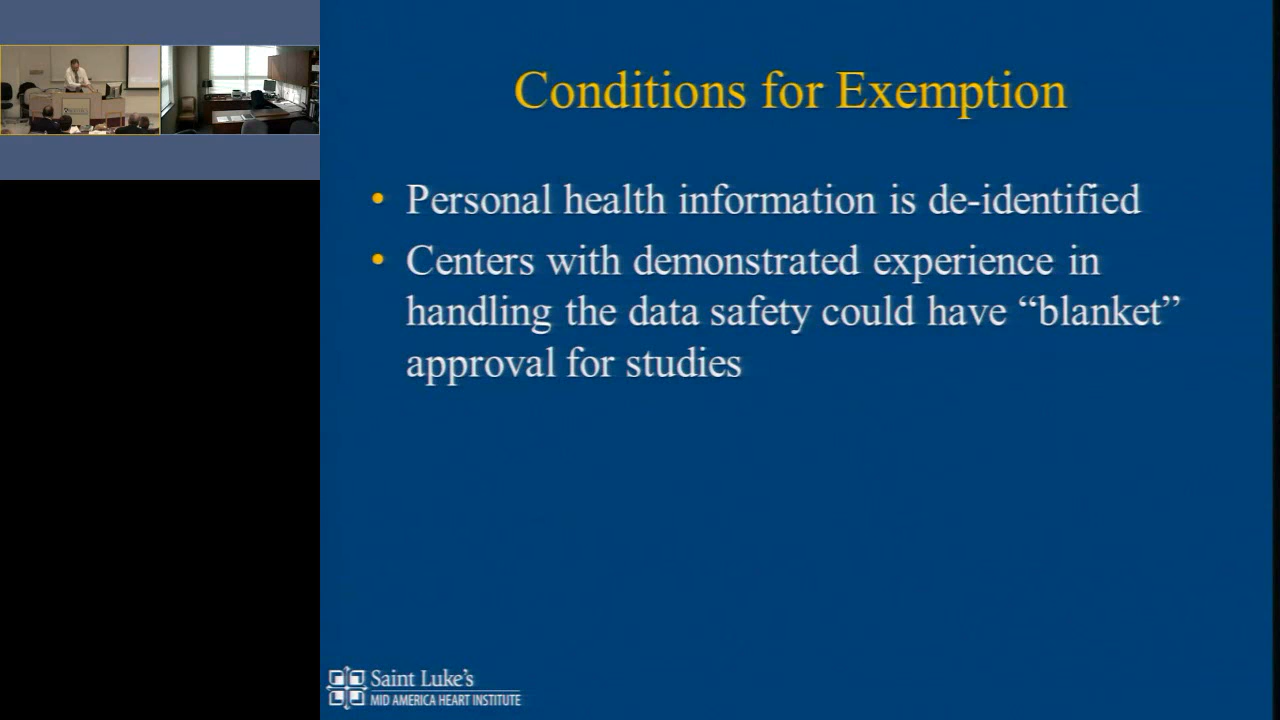 Conditions for Exemption
• Personal health information is de-identified
• Centers with demonstrated experience in
handling the data safety could have “blanket”
approval for studies
Saint Luke's
MID AMERICA HEART INSTITUTE